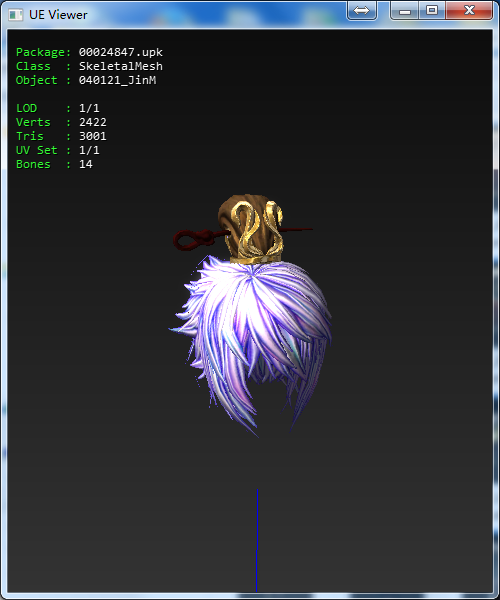 UE Viewer
Package: 00024847.upk
Class : SkeletalMesh
Object : 040121_JinM
LOD : 1/1
Verts : 2422
Tris : 3001
UV Set : 1/1
Bones : 14